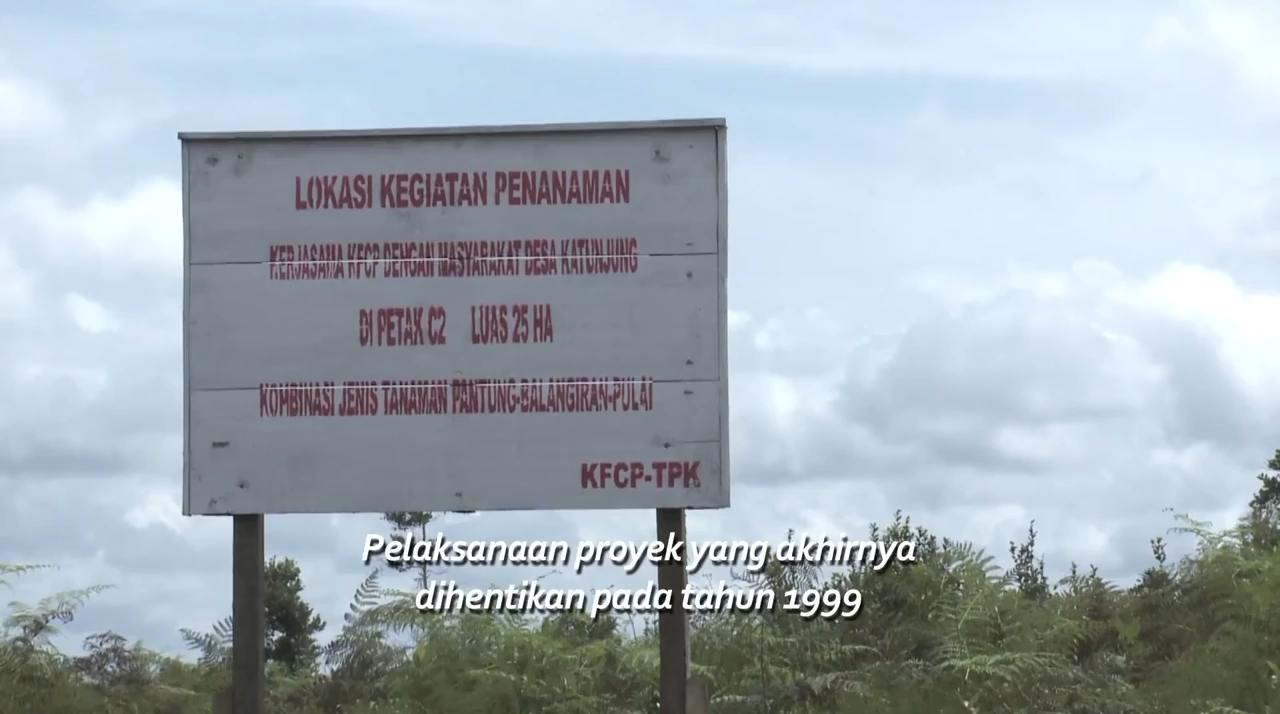 LOKASI KEGIATAN PENANAMAN
KERJASAMA KFCP DENGAN MASYARAKAT DESA KATUNJUNG
DI PETAK C2 LUAS 25 HA
KOMBINASI JENIS TANAMAN PANTUNG-BALANGIRAN-PULAI
KFCP-TPK
Pelaksanaan proyek yang akhirnya
dihentikan pada tahun 1999